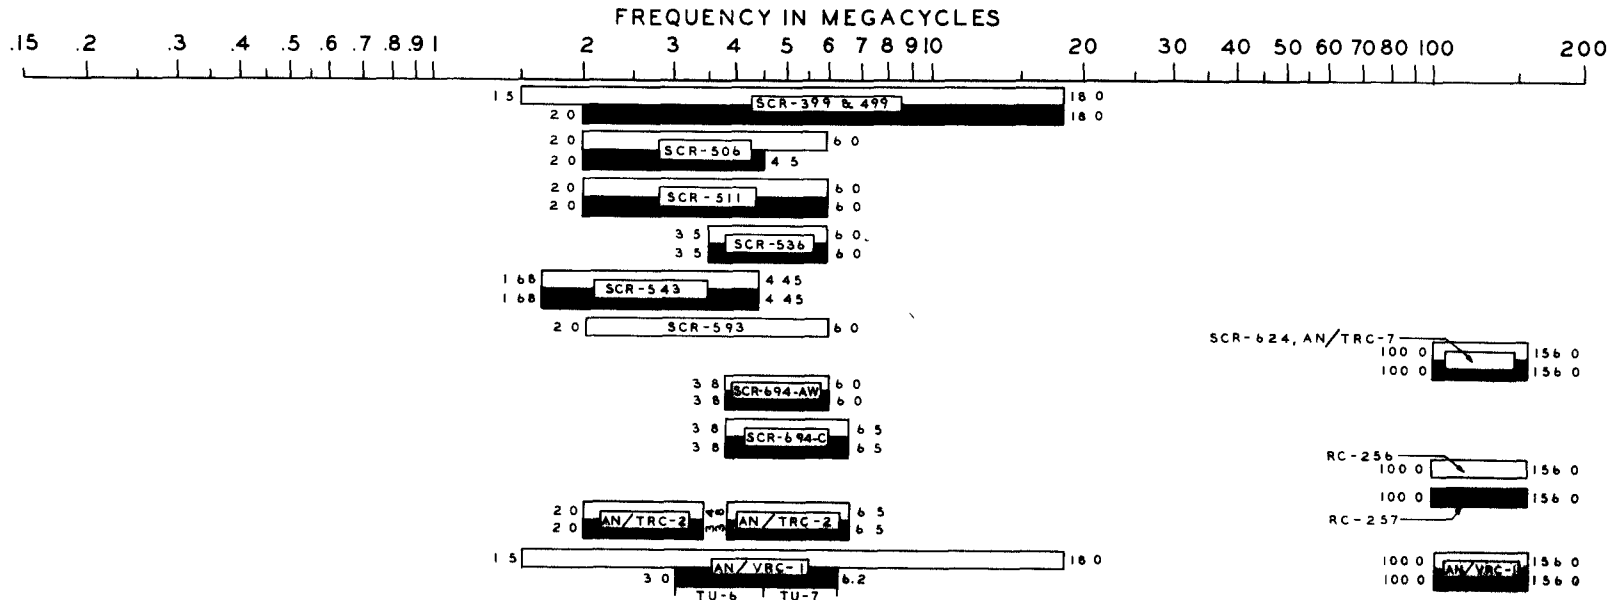 FREQUENCY IN MEGACYCLES
.15 .2 .3 .4 .5 .6 .7 .8 .9 1 2 3 4 5 6 7 8 9 10 20 30 40 50 60 70 80 100 200
1 5 SCR-399 & 499 18 0
2 0 18 0
2 0 SCR-506 6 0
2 0 4 5
2 0 SCR-511 6 0
2 0 6 0
3 5 SCR-536 6 0
3 5 6 0
1 68 SCR-543 4 45
1 68 4 45
2 0 SCR-593 6 0
SCR-624, AN/TRC-7
100 0 156 0
100 0 156 0
3 8 SCR-694-AW 6 0
3 8 6 0
3 8 SCR-694-C 6 5
3 8 6 5
RC-256
100 0 156 0
100 0 156 0
RC-257
2 0 AN/TRC-2 3 4 3 8 AN/TRC-2 6 5
2 0 6 5
1 5 AN/VRC-1 18 0
3 0 6.2
TU-6 TU-7
100 0 AN/VRC-1 156 0
100 0 156 0